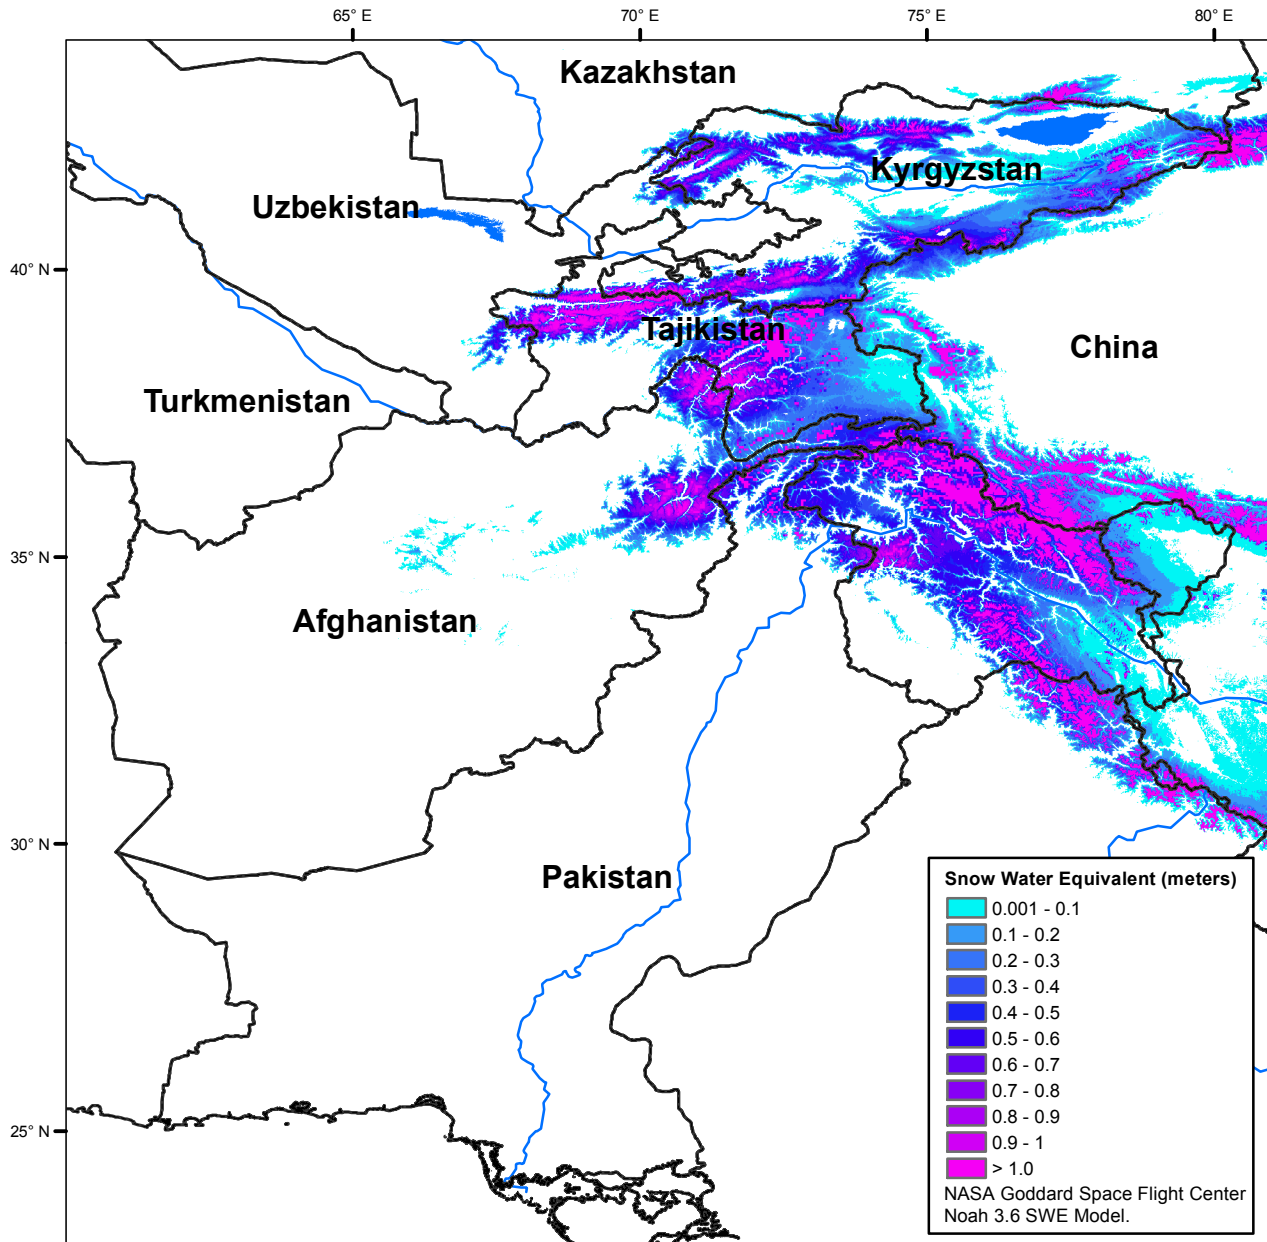 65° E
70° E
75° E
80° E
Kazakhstan
Kyrgyzstan
Uzbekistan
40° N
Tajikistan
China
Turkmenistan
35° N
Afghanistan
30° N
Pakistan
25° N
Snow Water Equivalent (meters)
0.001 - 0.1
0.1 - 0.2
0.2 - 0.3
0.3 - 0.4
0.4 - 0.5
0.5 - 0.6
0.6 - 0.7
0.7 - 0.8
0.8 - 0.9
0.9 - 1
> 1.0
NASA Goddard Space Flight Center
Noah 3.6 SWE Model.